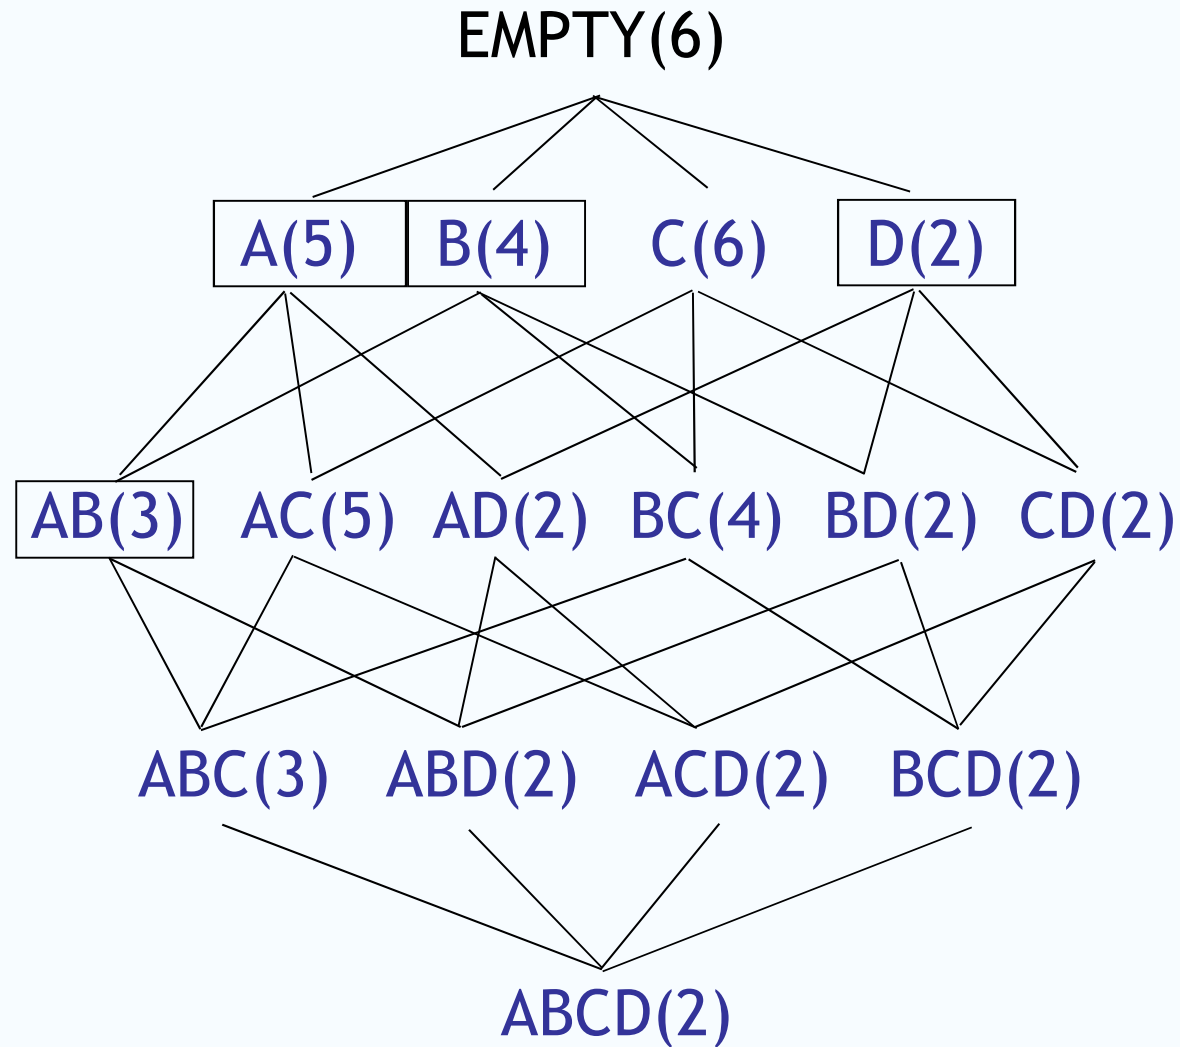 EMPTY(6)
A(5) B(4) C(6) D(2)
AB(3) AC(5) AD(2) BC(4) BD(2) CD(2)
ABC(3) ABD(2) ACD(2) BCD(2)
ABCD(2)